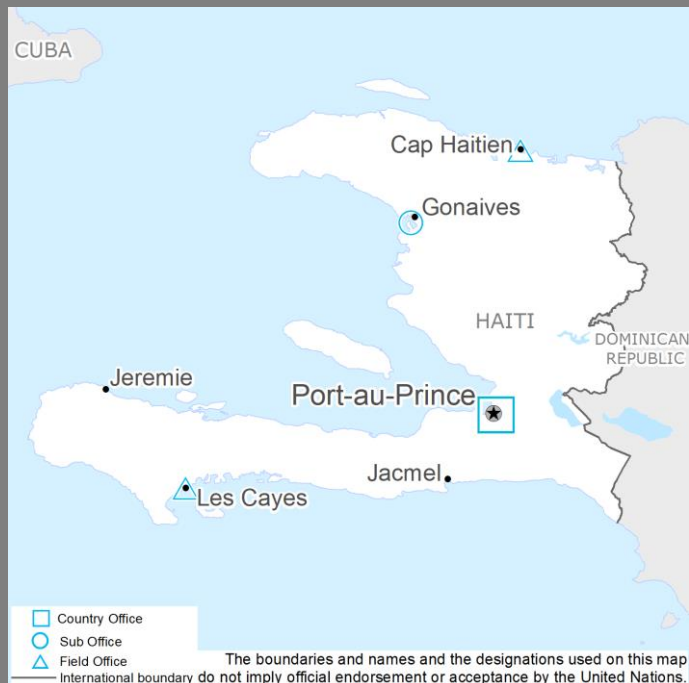 CUBA
Cap Haitien
Gonaives
HAITI
DOMINICAN
REPUBLIC
Jeremie
Port-au-Prince
Jacmel
Les Cayes
Country Office
Sub Office
Field Office
International boundary
The boundaries and names and the designations used on this map
do not imply official endorsement or acceptance by the United Nations.